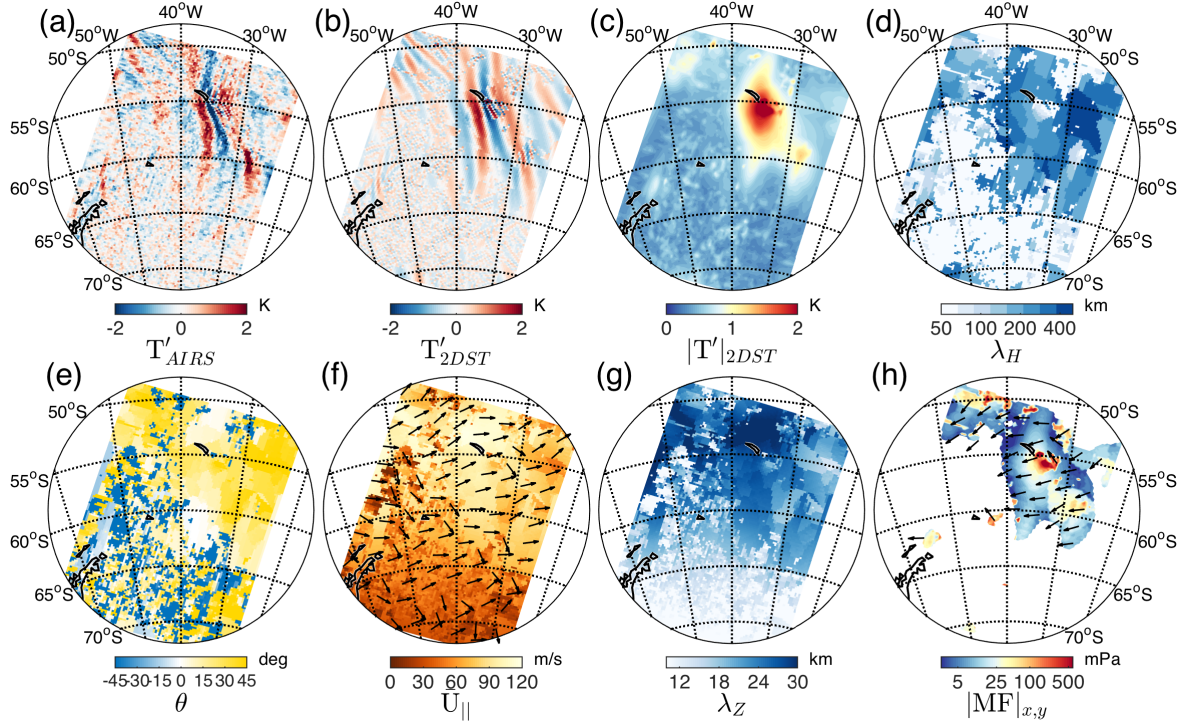 (a) (b) (c) (d)
40°W 40°W 40°W 40°W
50°W 30°W 50°W 30°W 50°W 30°W 50°W 30°W
50°S 50°S
55°S 55°S
60°S 60°S
65°S 65°S
70°S 70°S
K K K km
-2 0 2 -2 0 2 0 1 2 50 100 200 400
T′AIRS T′2DST |T′|2DST λH
(e) (f) (g) (h)
50°S 50°S
55°S 55°S
60°S 60°S
65°S 65°S
70°S 70°S
deg m/s km mPa
-45-30-15 0 15 30 45 0 30 60 90 120 12 18 24 30 5 25 100 500
θ Ū|| λZ |MF|x,y